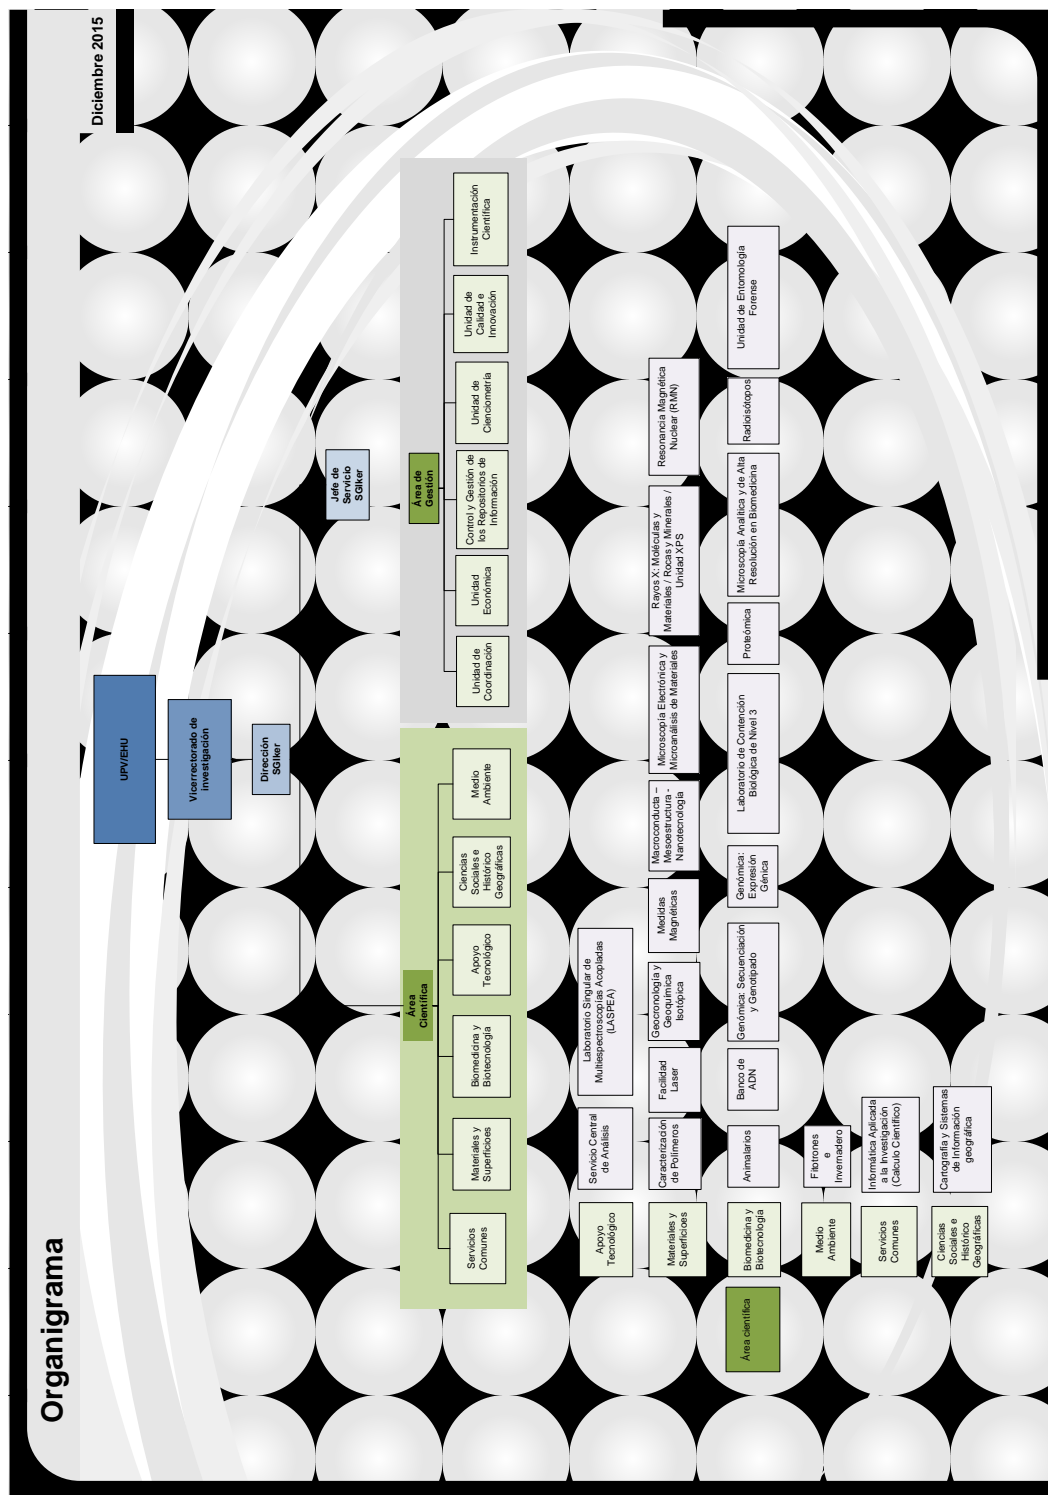 Organigrama
Diciembre 2015
UPV/EHU
Vicerrectorado de
investigación
Dirección
SGIker
Jefe de
Servicio
SGIker
Área
Científica
Servicios
Comunes
Materiales y
Superficioes
Biomedicina y
Biotecnología
Apoyo
Tecnológico
Ciencias
Sociales e
Histórico
Geográficas
Medio
Ambiente
Área de
Gestión
Unidad de
Coordinación
Unidad
Económica
Control y Gestión de
los Repositorios de
Información
Unidad de
Cienciometría
Unidad de
Calidad e
Innovación
Instrumentación
Científica
Área científica
Apoyo
Tecnológico
Servicio Central
de Análisis
Laboratorio Singular de
Multiespectroscopías Acopladas
(LASPEA)
Materiales y
Superficioes
Caracterización
de Polímeros
Facilidad
Laser
Geocronología y
Geoquímica
Isotópica
Medidas
Magnéticas
Macroconducta –
Mesoestructura -
Nanotecnología
Microscopía Electrónica y
Microanálisis de Materiales
Rayos X: Moléculas y
Materiales / Rocas y Minerales /
Unidad XPS
Resonancia Magnética
Nuclear (RMN)
Biomedicina y
Biotecnología
Animalarios
Banco de
ADN
Genómica: Secuenciación
y Genotipado
Genómica:
Expresión
Génica
Laboratorio de Contención
Biológica de Nivel 3
Proteómica
Microscopía Analítica y de Alta
Resolución en Biomedicina
Radioisótopos
Unidad de Entomología
Forense
Medio
Ambiente
Fitotrones
e
Invernadero
Servicios
Comunes
Informática Aplicada
a la Investigación
(Calculo Científico)
Ciencias
Sociales e
Histórico
Geográficas
Cartografía y Sistemas
de Información
geográfica